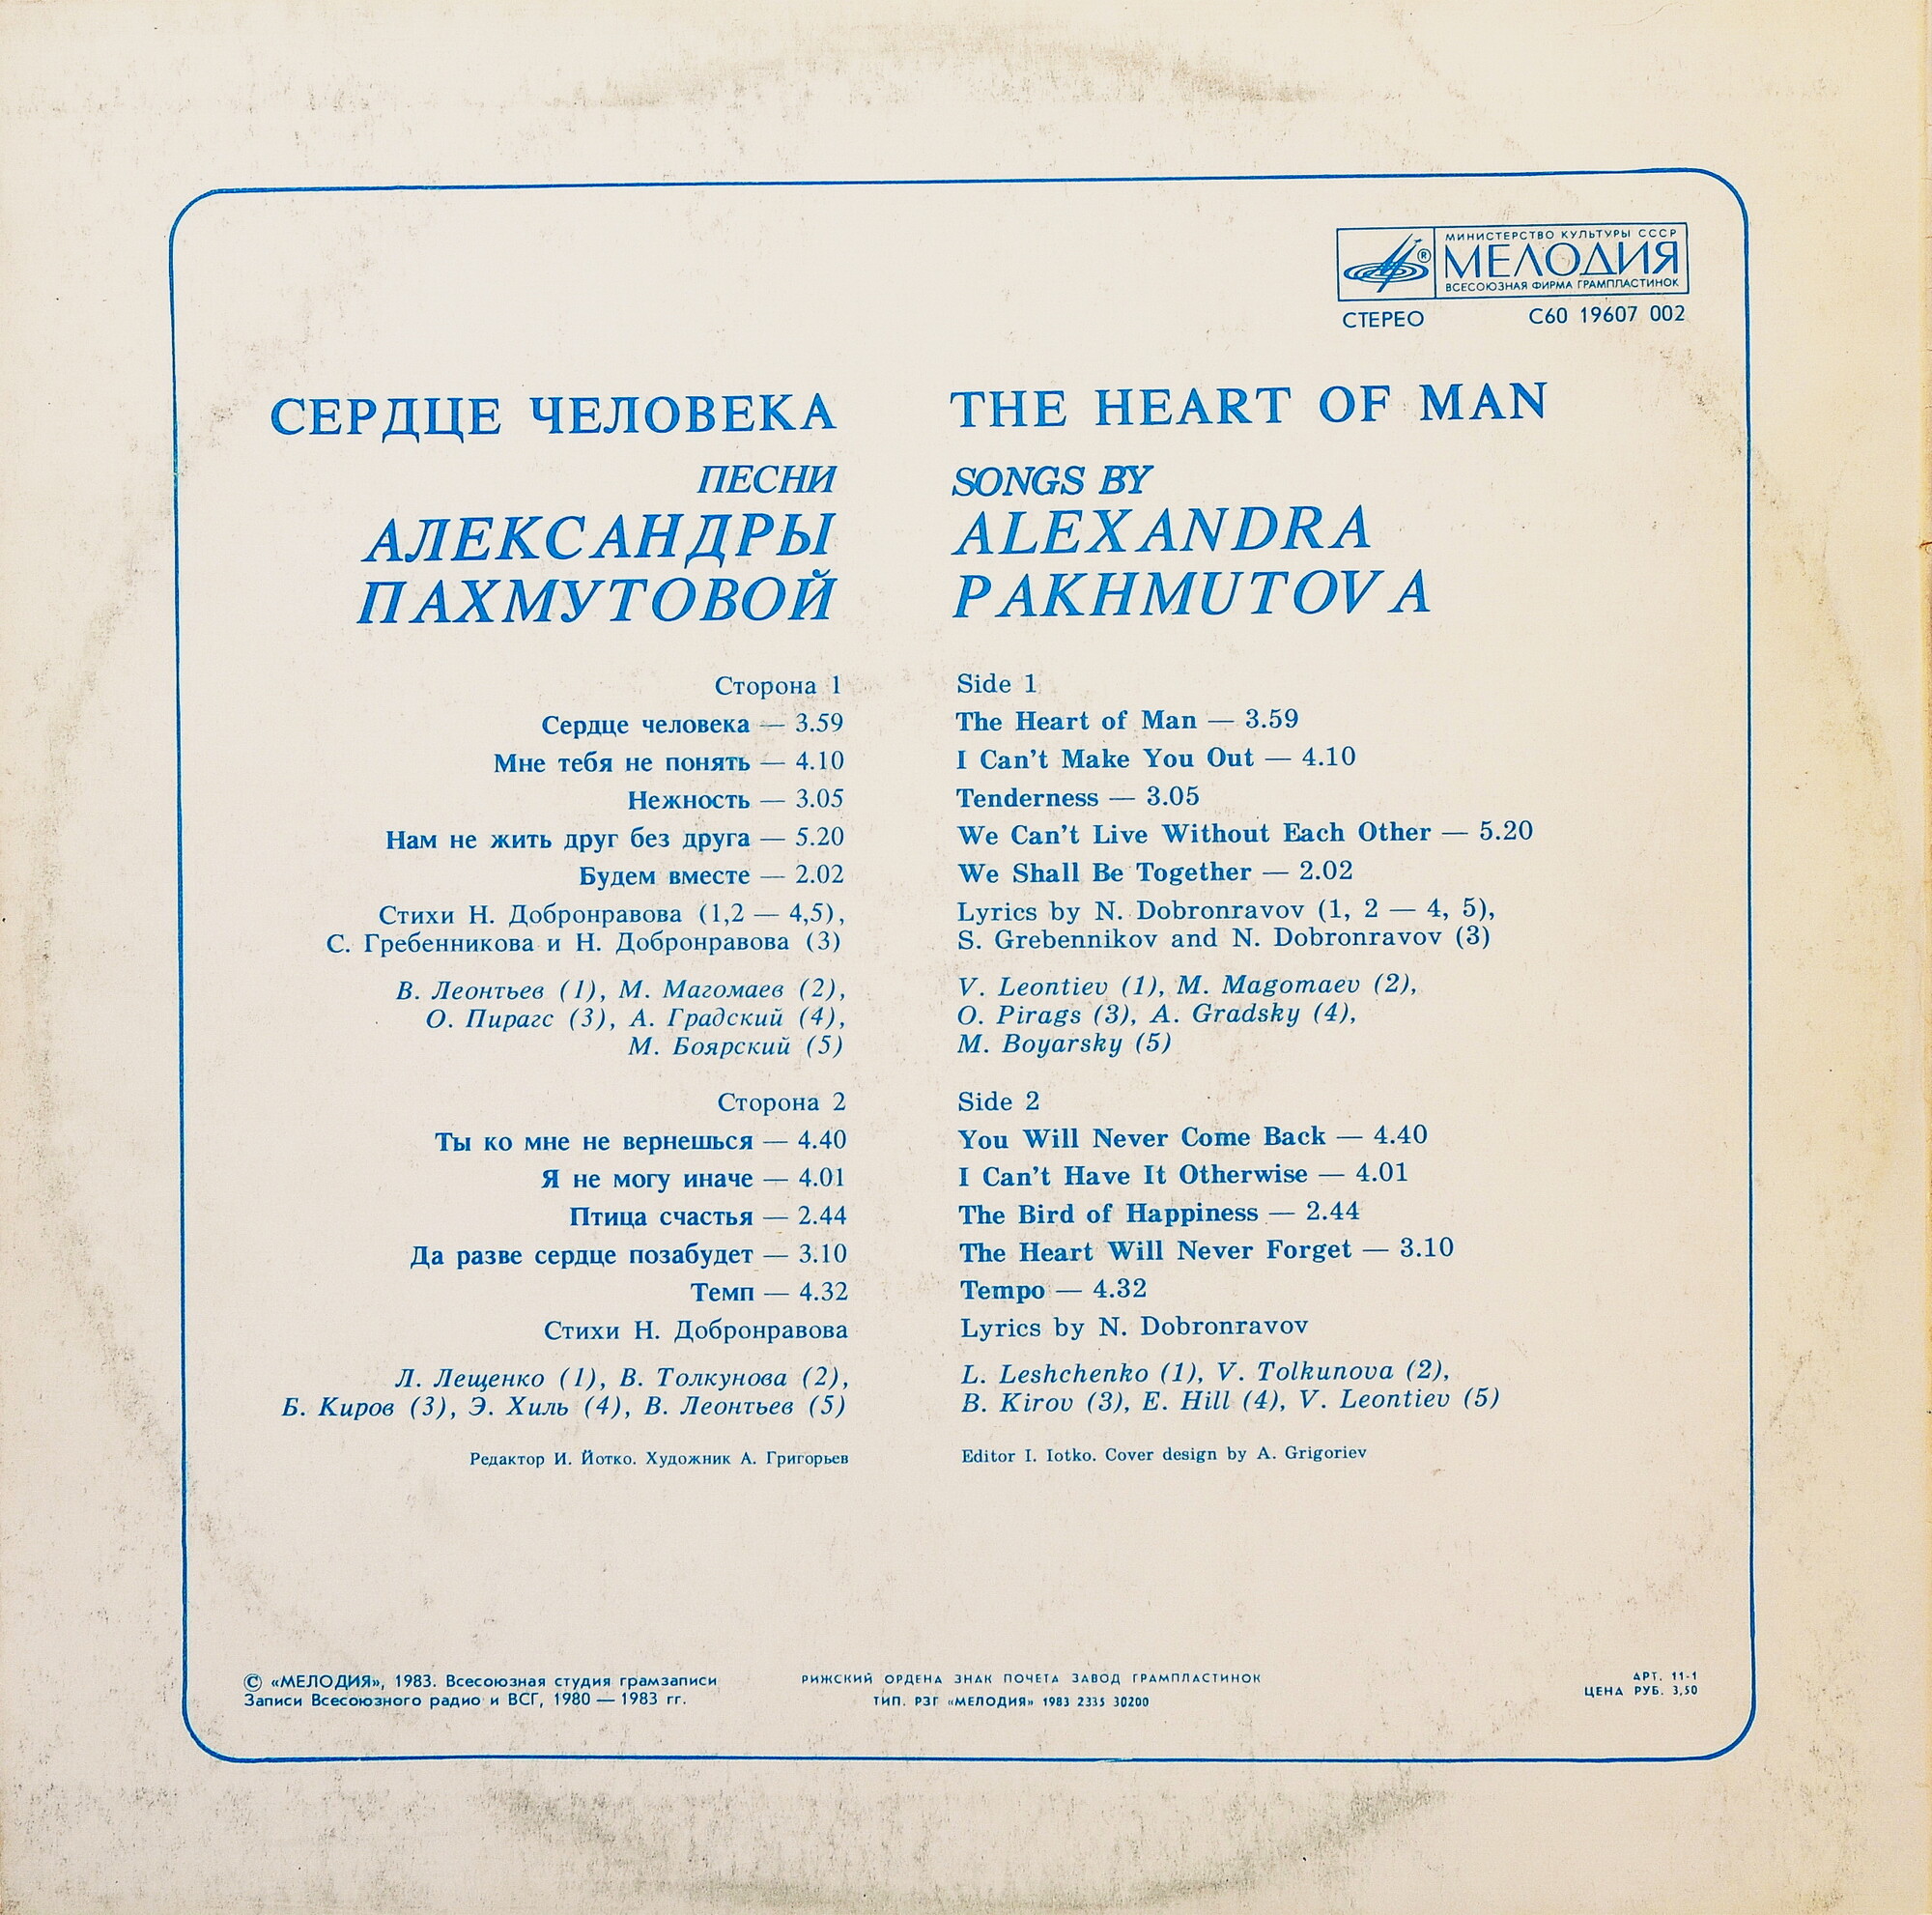 МИНИСТЕРСТВО КУЛЬТУРЫ СССР
МЕЛОДИЯ
ВСЕСОЮЗНАЯ ФИРМА ГРАМПЛАСТИНОК
®
СТЕРЕО
С60 19607 002
СЕРДЦЕ ЧЕЛОВЕКА
ПЕСНИ
АЛЕКСАНДРЫ
ПАХМУТОВОЙ
Сторона 1
Сердце человека — 3.59
Мне тебя не понять — 4.10
Нежность — 3.05
Нам не жить друг без друга — 5.20
Будем вместе — 2.02
Стихи Н. Добронравова (1,2 — 4,5),
С. Гребенникова и Н. Добронравова (3)
В. Леонтьев (1), М. Магомаев (2),
О. Пирагс (3), А. Градский (4),
М. Боярский (5)
Сторона 2
Ты ко мне не вернешься — 4.40
Я не могу иначе — 4.01
Птица счастья — 2.44
Да разве сердце позабудет — 3.10
Темп — 4.32
Стихи Н. Добронравова
Л. Лещенко (1), В. Толкунова (2),
Б. Киров (3), Э. Хиль (4), В. Леонтьев (5)
Редактор И. Йотко. Художник А. Григорьев
THE HEART OF MAN
SONGS BY
ALEXANDRA
PAKHMUTOVA
Side 1
The Heart of Man — 3.59
I Can't Make You Out — 4.10
Tenderness — 3.05
We Can't Live Without Each Other — 5.20
We Shall Be Together — 2.02
Lyrics by N. Dobronravov (1, 2 — 4, 5),
S. Grebennikov and N. Dobronravov (3)
V. Leontiev (1), M. Magomaev (2),
O. Pirags (3), A. Gradsky (4),
M. Boyarsky (5)
Side 2
You Will Never Come Back — 4.40
I Can't Have It Otherwise — 4.01
The Bird of Happiness — 2.44
The Heart Will Never Forget — 3.10
Tempo — 4.32
Lyrics by N. Dobronravov
L. Leshchenko (1), V. Tolkunova (2),
B. Kirov (3), E. Hill (4), V. Leontiev (5)
Editor I. Iotko. Cover design by A. Grigoriev
© «МЕЛОДИЯ», 1983. Всесоюзная студия грамзаписи
Записи Всесоюзного радио и ВСГ, 1980 — 1983 гг.
РИЖСКИЙ ОРДЕНА ЗНАК ПОЧЕТА ЗАВОД ГРАМПЛАСТИНОК
ТИП. РЗГ «МЕЛОДИЯ» 1983 2335 30200
АРТ. 11-1
ЦЕНА РУБ. 3,50